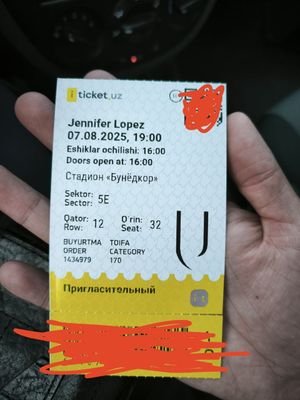 iticket.uz
Jennifer Lopez
07.08.2025, 19:00
Eshiklar ochilishi: 16:00
Doors open at: 16:00
Стадион «Бунёдкор»
Sektor:
Sector: 5E
Qator:
Row: 12
O'rin:
Seat: 32
BUYURTMA
ORDER
1434979
TOIFA
CATEGORY
170
Пригласительный